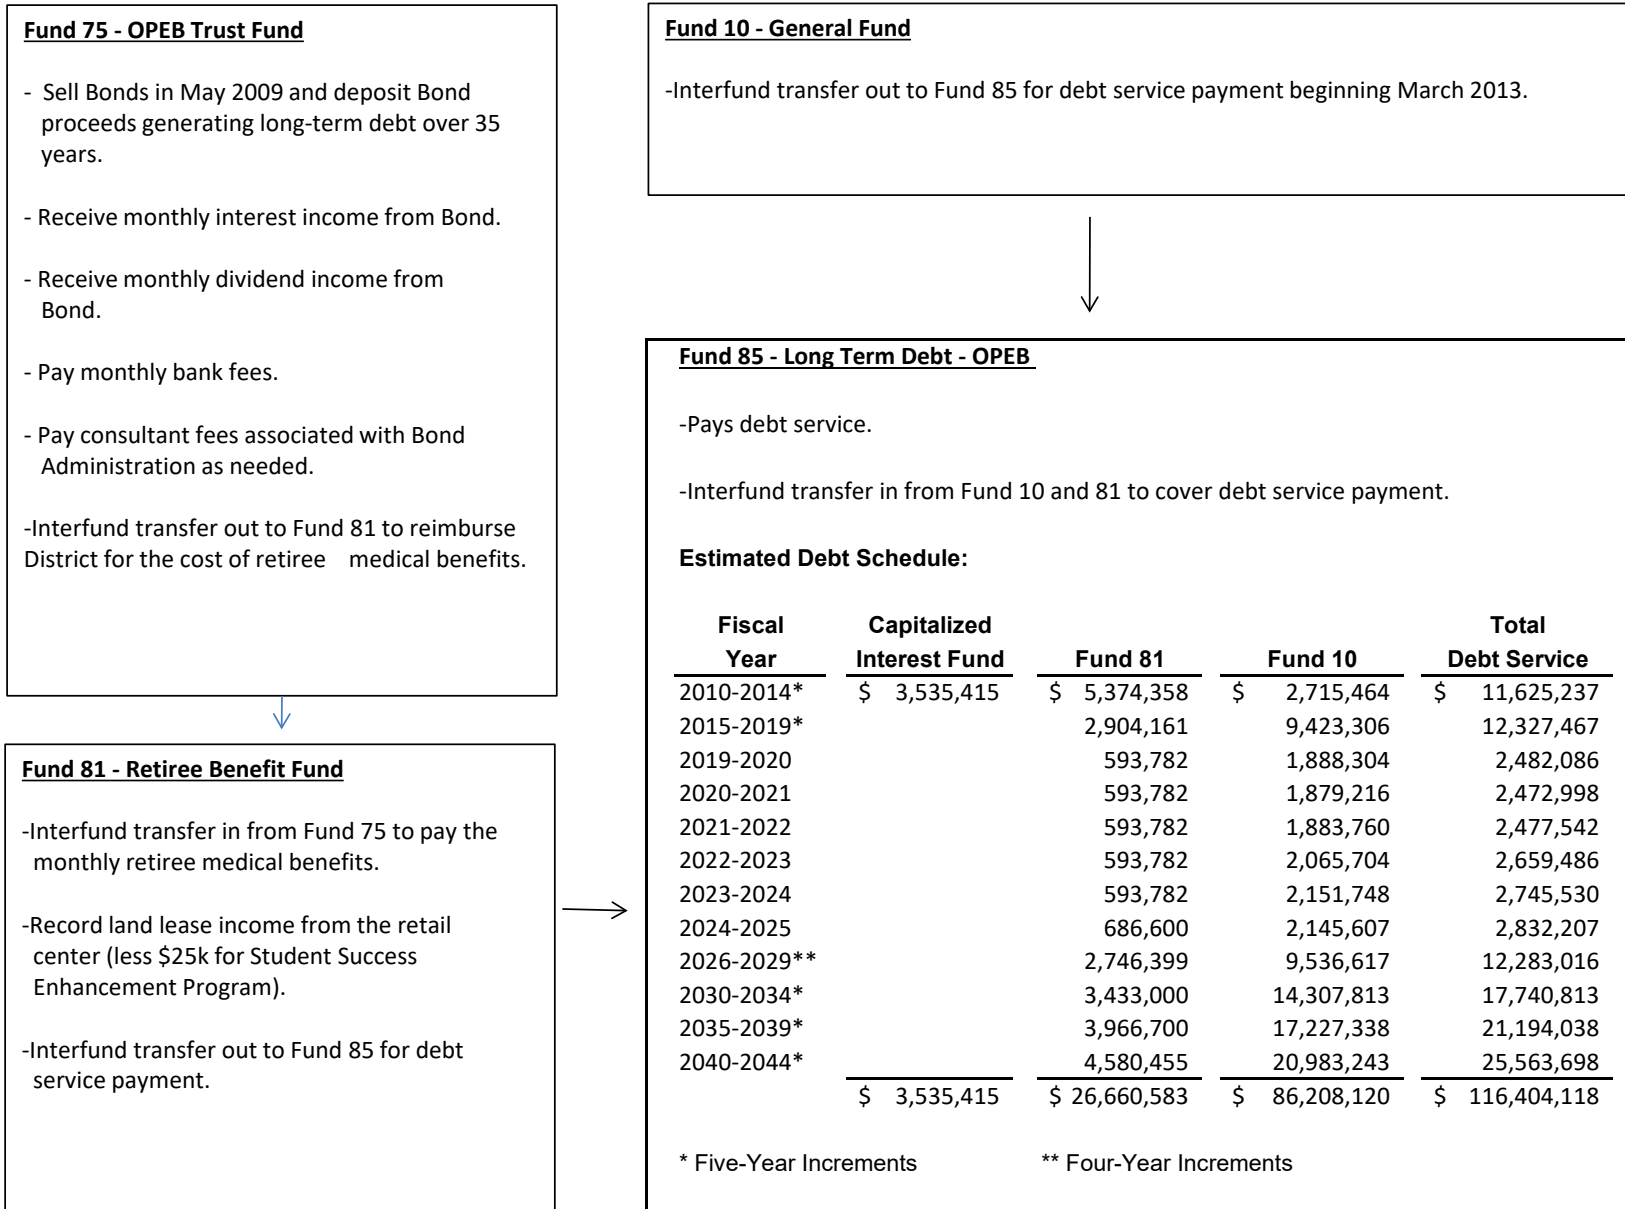 Fund 75 - OPEB Trust Fund
- Sell Bonds in May 2009 and deposit Bond
proceeds generating long-term debt over 35
years.
- Receive monthly interest income from Bond.
- Receive monthly dividend income from
Bond.
- Pay monthly bank fees.
- Pay consultant fees associated with Bond
Administration as needed.
-Interfund transfer out to Fund 81 to reimburse
District for the cost of retiree medical benefits.
Fund 81 - Retiree Benefit Fund
-Interfund transfer in from Fund 75 to pay the
monthly retiree medical benefits.
-Record land lease income from the retail
center (less $25k for Student Success
Enhancement Program).
-Interfund transfer out to Fund 85 for debt
service payment.
Fund 10 - General Fund
-Interfund transfer out to Fund 85 for debt service payment beginning March 2013.
Fund 85 - Long Term Debt - OPEB
-Pays debt service.
-Interfund transfer in from Fund 10 and 81 to cover debt service payment.
Estimated Debt Schedule:
Fiscal Capitalized Total
Year Interest Fund Fund 81 Fund 10 Debt Service
2010-2014* $ 3,535,415 $ 5,374,358 $ 2,715,464 $ 11,625,237
2015-2019* 2,904,161 9,423,306 12,327,467
2019-2020 593,782 1,888,304 2,482,086
2020-2021 593,782 1,879,216 2,472,998
2021-2022 593,782 1,883,760 2,477,542
2022-2023 593,782 2,065,704 2,659,486
2023-2024 593,782 2,151,748 2,745,530
2024-2025 686,600 2,145,607 2,832,207
2026-2029** 2,746,399 9,536,617 12,283,016
2030-2034* 3,433,000 14,307,813 17,740,813
2035-2039* 3,966,700 17,227,338 21,194,038
2040-2044* 4,580,455 20,983,243 25,563,698
$ 3,535,415 $ 26,660,583 $ 86,208,120 $ 116,404,118
* Five-Year Increments ** Four-Year Increments